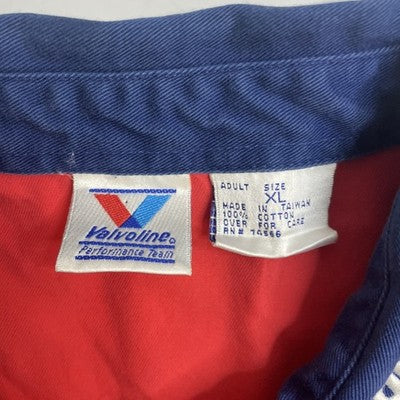 Valvoline
Performance Team
ADULT SIZE
XL
MADE IN TAIWAN
100% COTTON
OVER FOR CARE